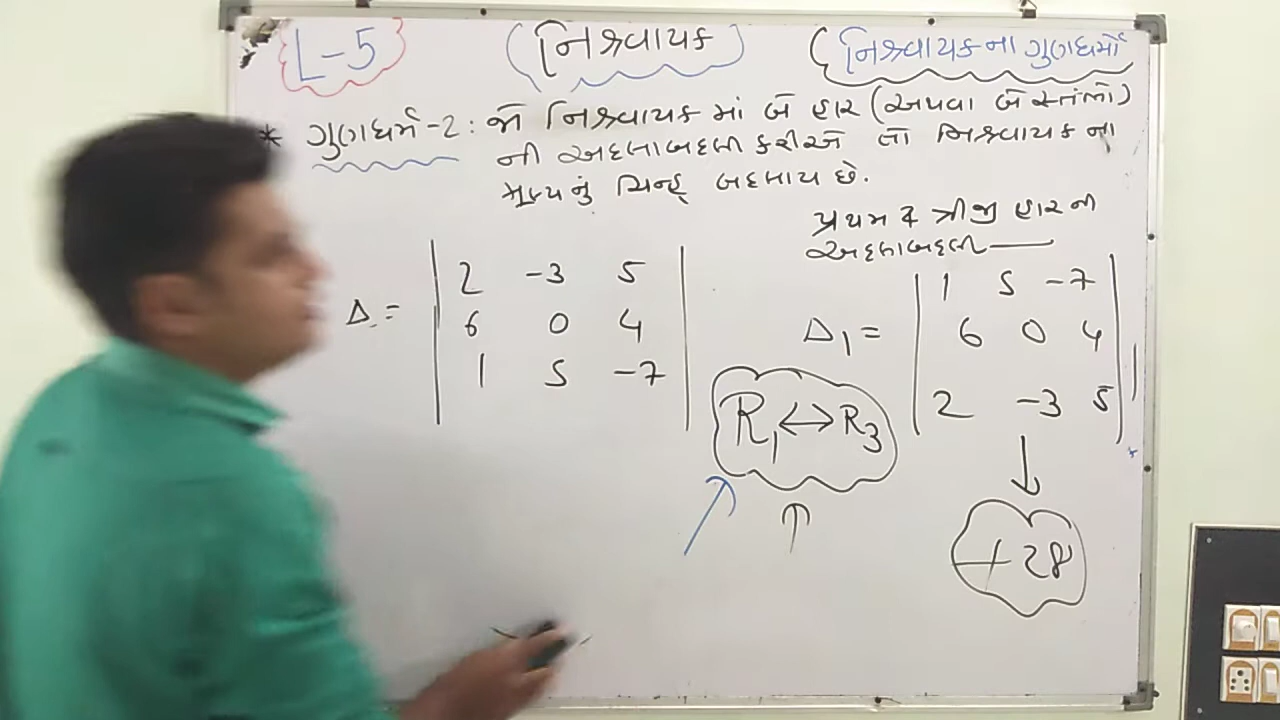 L-5
નિશ્ચાયક
(નિશ્ચાયકના ગુણધર્મો
* ગુણધર્મ-2: જો નિશ્ચાયક માં બે હાર (અથવા બે સ્તંભો)
ની અદલાબદલી કરીએ તો નિશ્ચાયક ના
મૂલ્યનું ચિન્હ બદલાય છે.
પ્રથમ ને ત્રીજી હારની
અદલાબદલી
Δ = | 2 -3 5 |
6 0 4
1 5 -7
Δ1 = | 1 5 -7 |
6 0 4
2 -3 5
R1 ↔ R3
+28